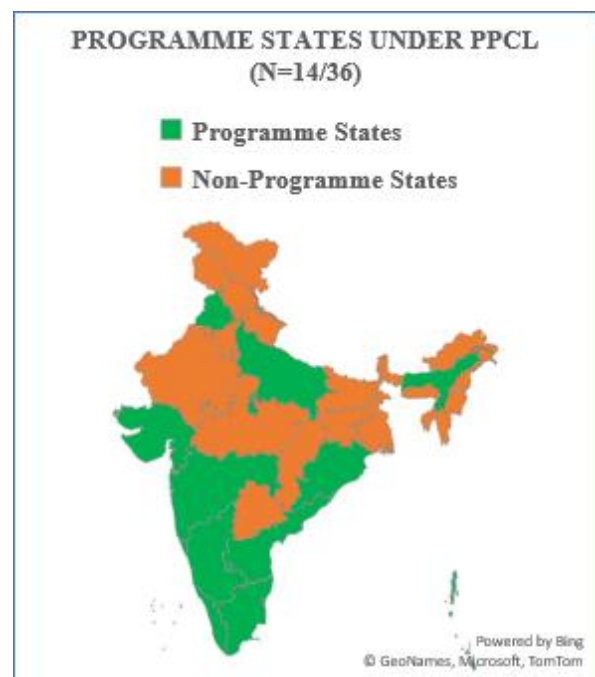 PROGRAMME STATES UNDER PPCL
(N=14/36)
Programme States
Non-Programme States
Powered by Bing
© GeoNames, Microsoft, TomTom